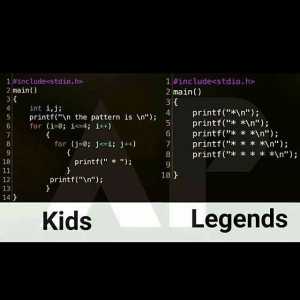 1 #include<stdio.h>
2 main()
3 {
4 int i,j;
5 printf("\n the pattern is \n");
6 for (i=0; i<=4; i++)
7 {
8 for (j=0; j<=i; j++)
9 {
10 printf(" * ");
11 }
12 printf("\n");
13 }
14 }
Kids
1 #include<stdio.h>
2 main()
3 {
4 printf("*\n");
5 printf("* *\n");
6 printf("* * *\n");
7 printf("* * * *\n");
8 printf("* * * * *\n");
9
10 }
Legends